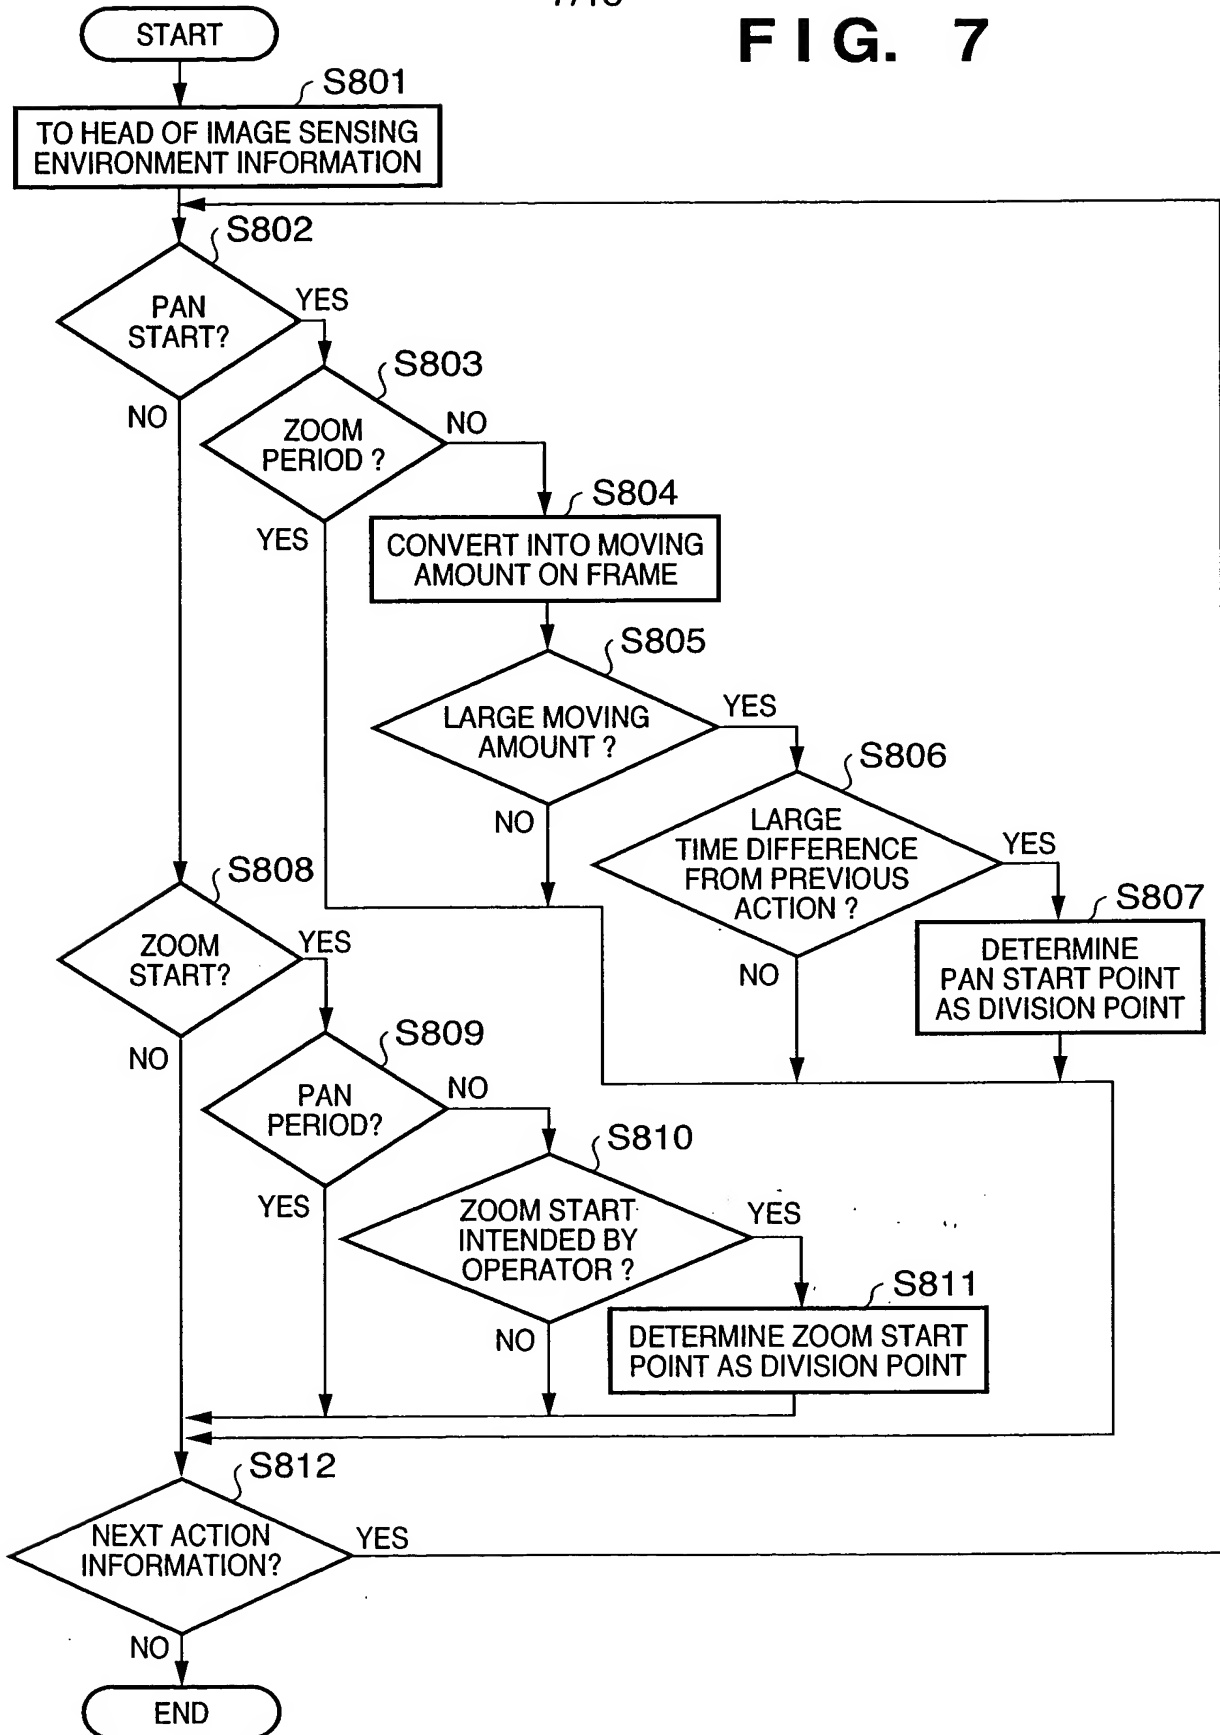 7/18
START
FIG. 7
S801
TO HEAD OF IMAGE SENSING
ENVIRONMENT INFORMATION
S802
PAN
START?
YES
NO
S803
ZOOM
PERIOD ?
NO
YES
S804
CONVERT INTO MOVING
AMOUNT ON FRAME
S805
LARGE MOVING
AMOUNT ?
YES
NO
S806
LARGE
TIME DIFFERENCE
FROM PREVIOUS
ACTION ?
YES
NO
S807
DETERMINE
PAN START POINT
AS DIVISION POINT
S808
ZOOM
START?
YES
NO
S809
PAN
PERIOD?
NO
YES
S810
ZOOM START
INTENDED BY
OPERATOR ?
YES
NO
S811
DETERMINE ZOOM START
POINT AS DIVISION POINT
S812
NEXT ACTION
INFORMATION?
YES
NO
END